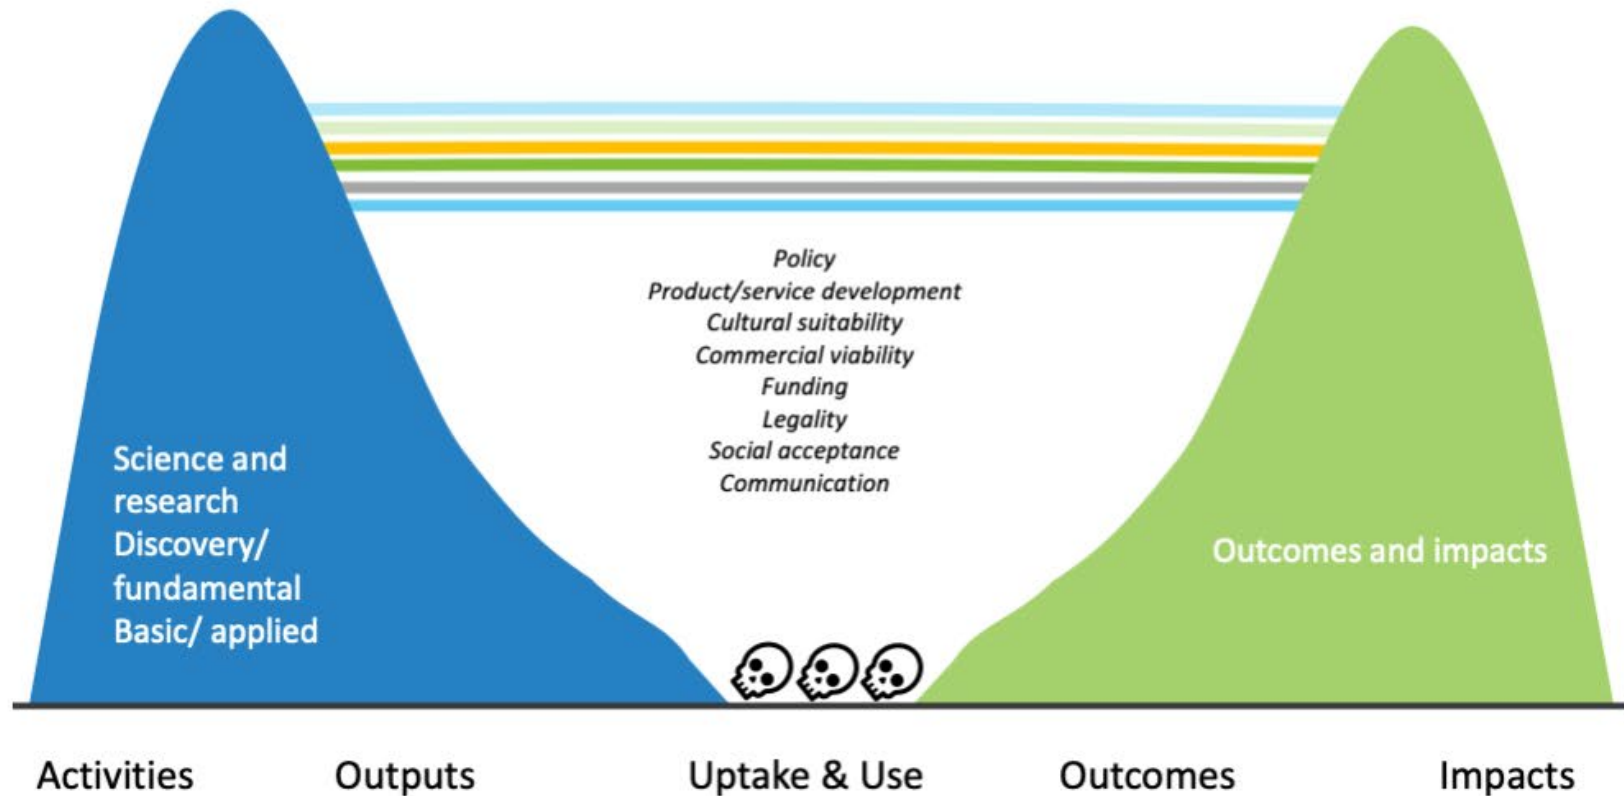 Policy
Product/service development
Cultural suitability
Commercial viability
Funding
Legality
Social acceptance
Communication
Science and
research
Discovery/
fundamental
Basic/ applied
Outcomes and impacts
Activities
Outputs
Uptake & Use
Outcomes
Impacts